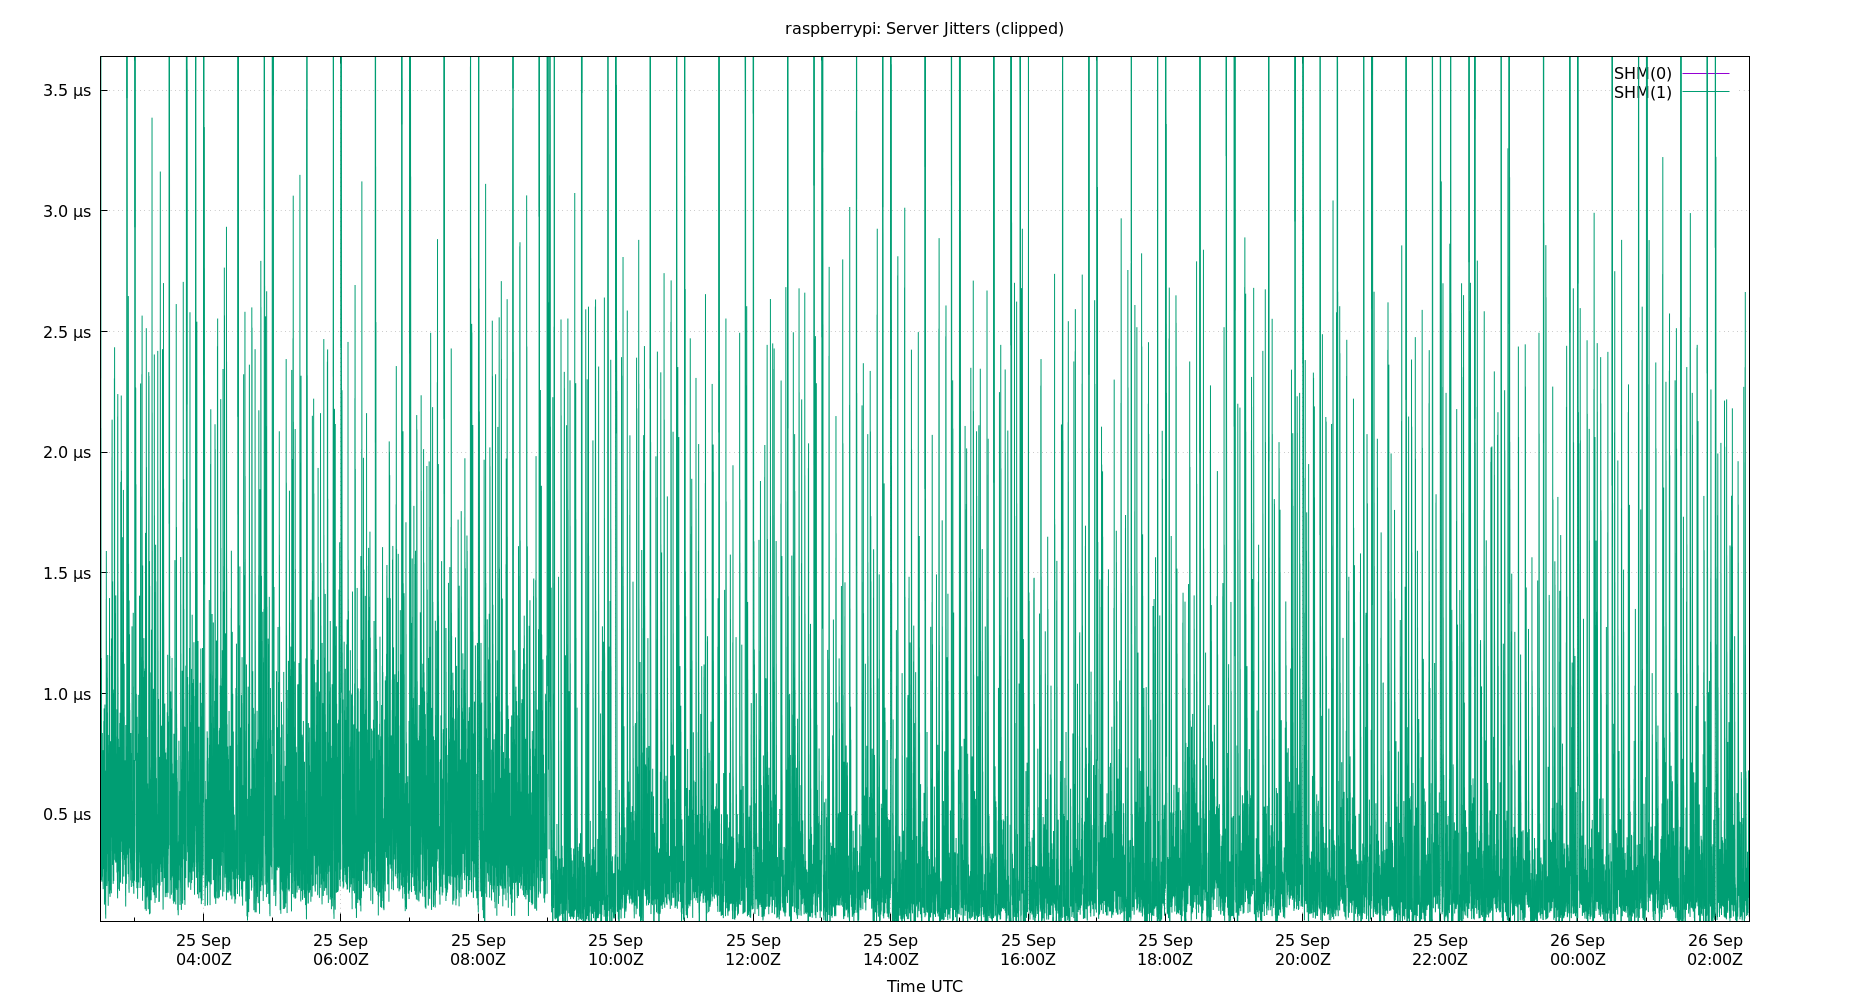 raspberrypi: Server Jitters (clipped)
SHM(0)
SHM(1)
3.5 µs
3.0 µs
2.5 µs
2.0 µs
1.5 µs
1.0 µs
0.5 µs
25 Sep 25 Sep 25 Sep 25 Sep 25 Sep 25 Sep 25 Sep 25 Sep 25 Sep 25 Sep 26 Sep 26 Sep
04:00Z 06:00Z 08:00Z 10:00Z 12:00Z 14:00Z 16:00Z 18:00Z 20:00Z 22:00Z 00:00Z 02:00Z
Time UTC